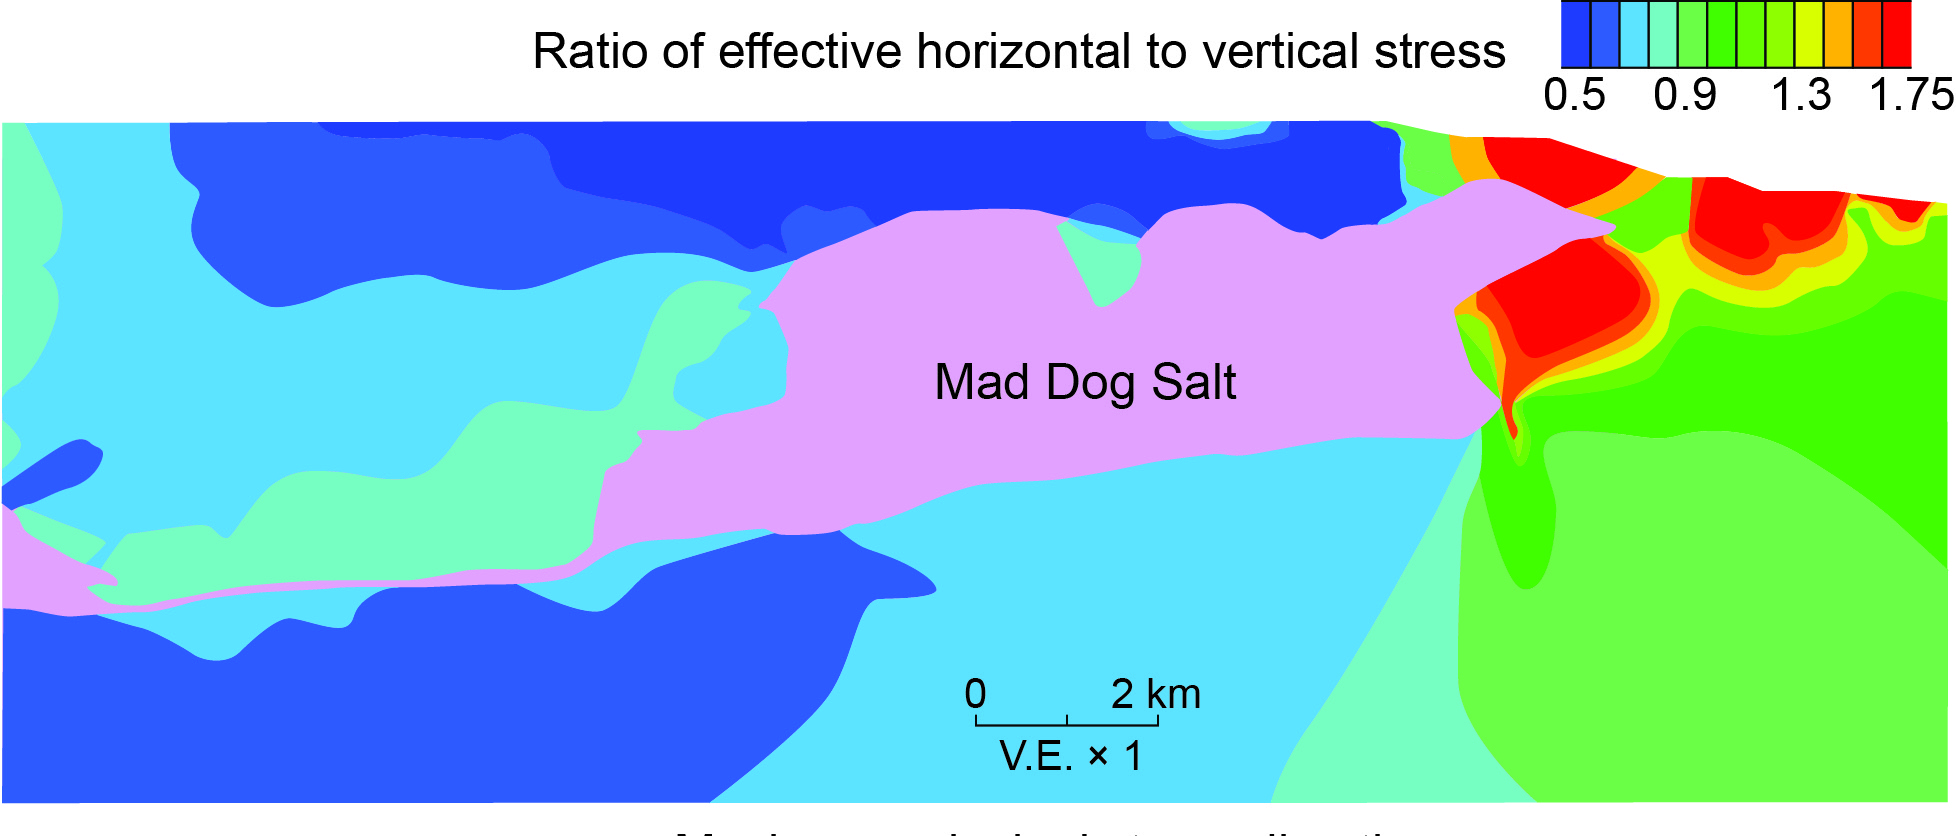 Ratio of effective horizontal to vertical stress
0.5 0.9 1.3 1.75
Mad Dog Salt
0 2 km
V.E. × 1